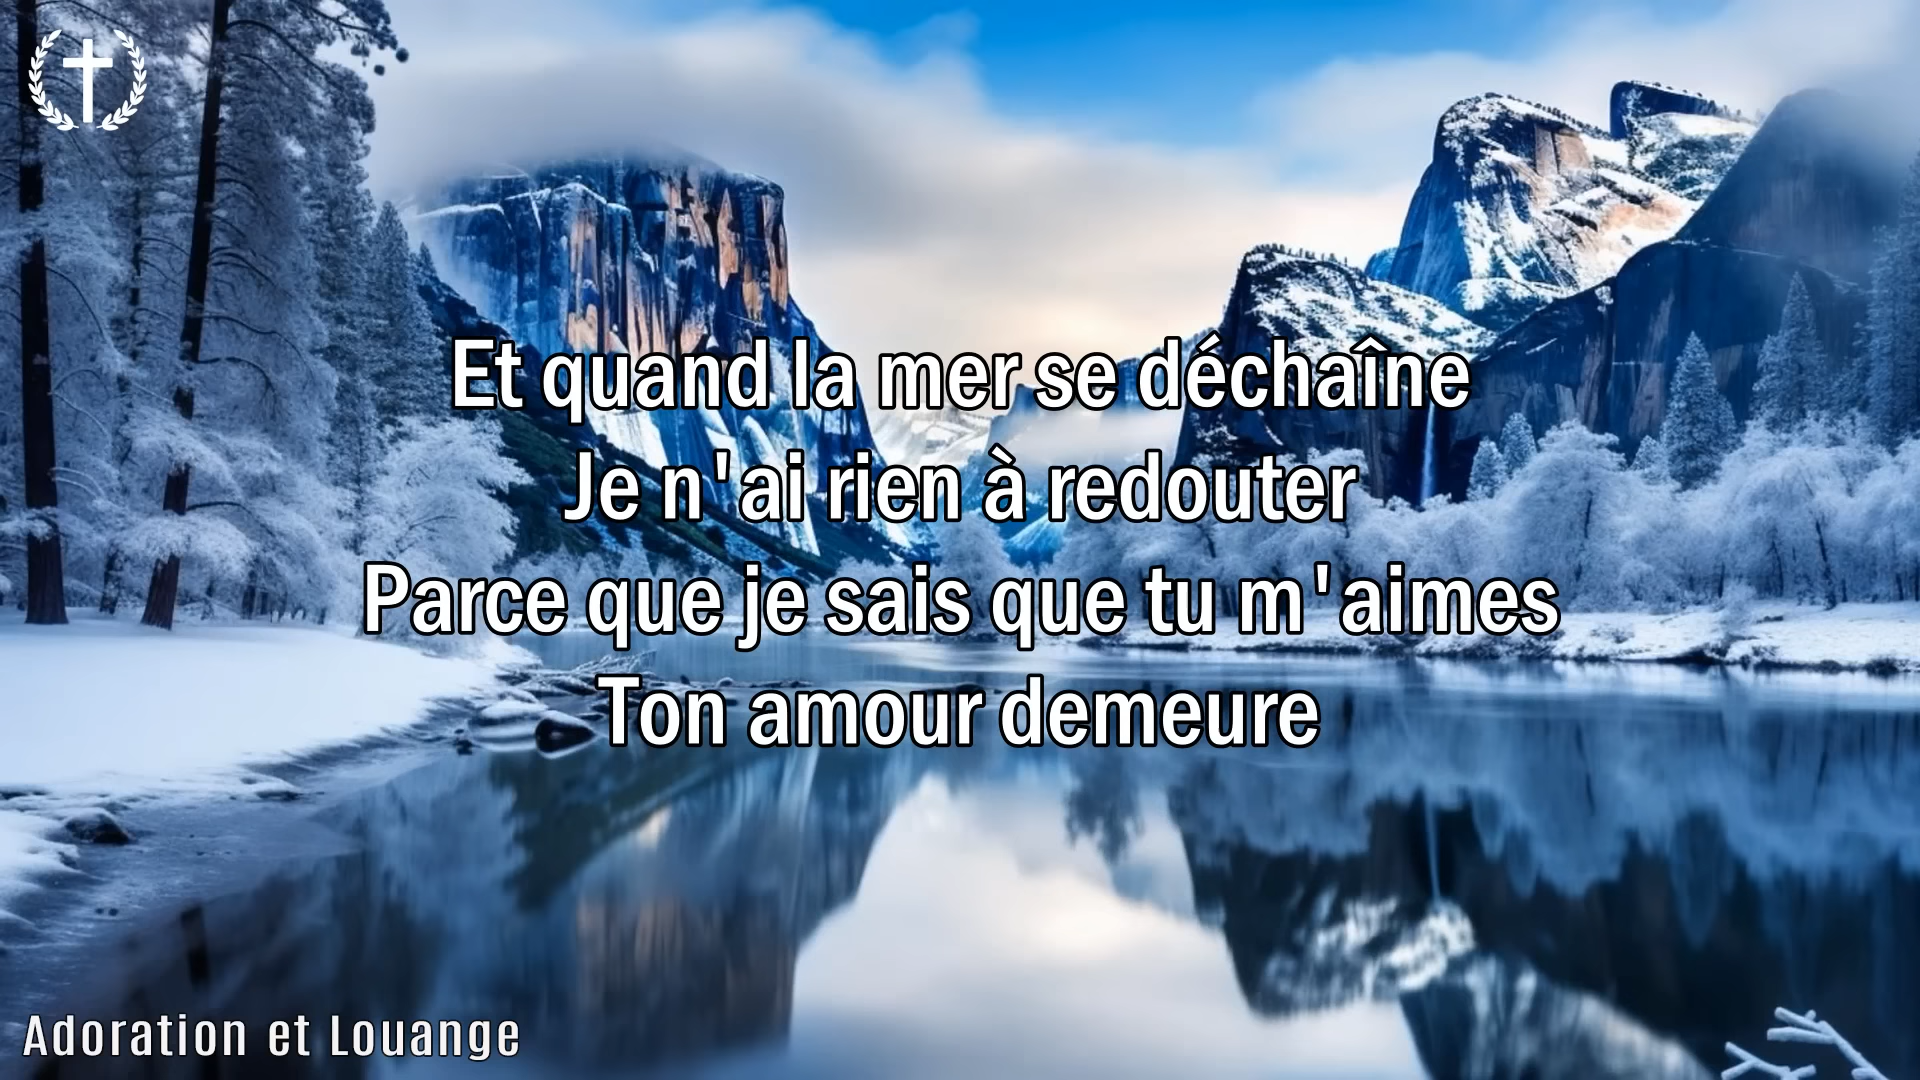 Et quand la mer se déchaîne
Je n'ai rien à redouter
Parce que je sais que tu m'aimes
Ton amour demeure
Adoration et Louange